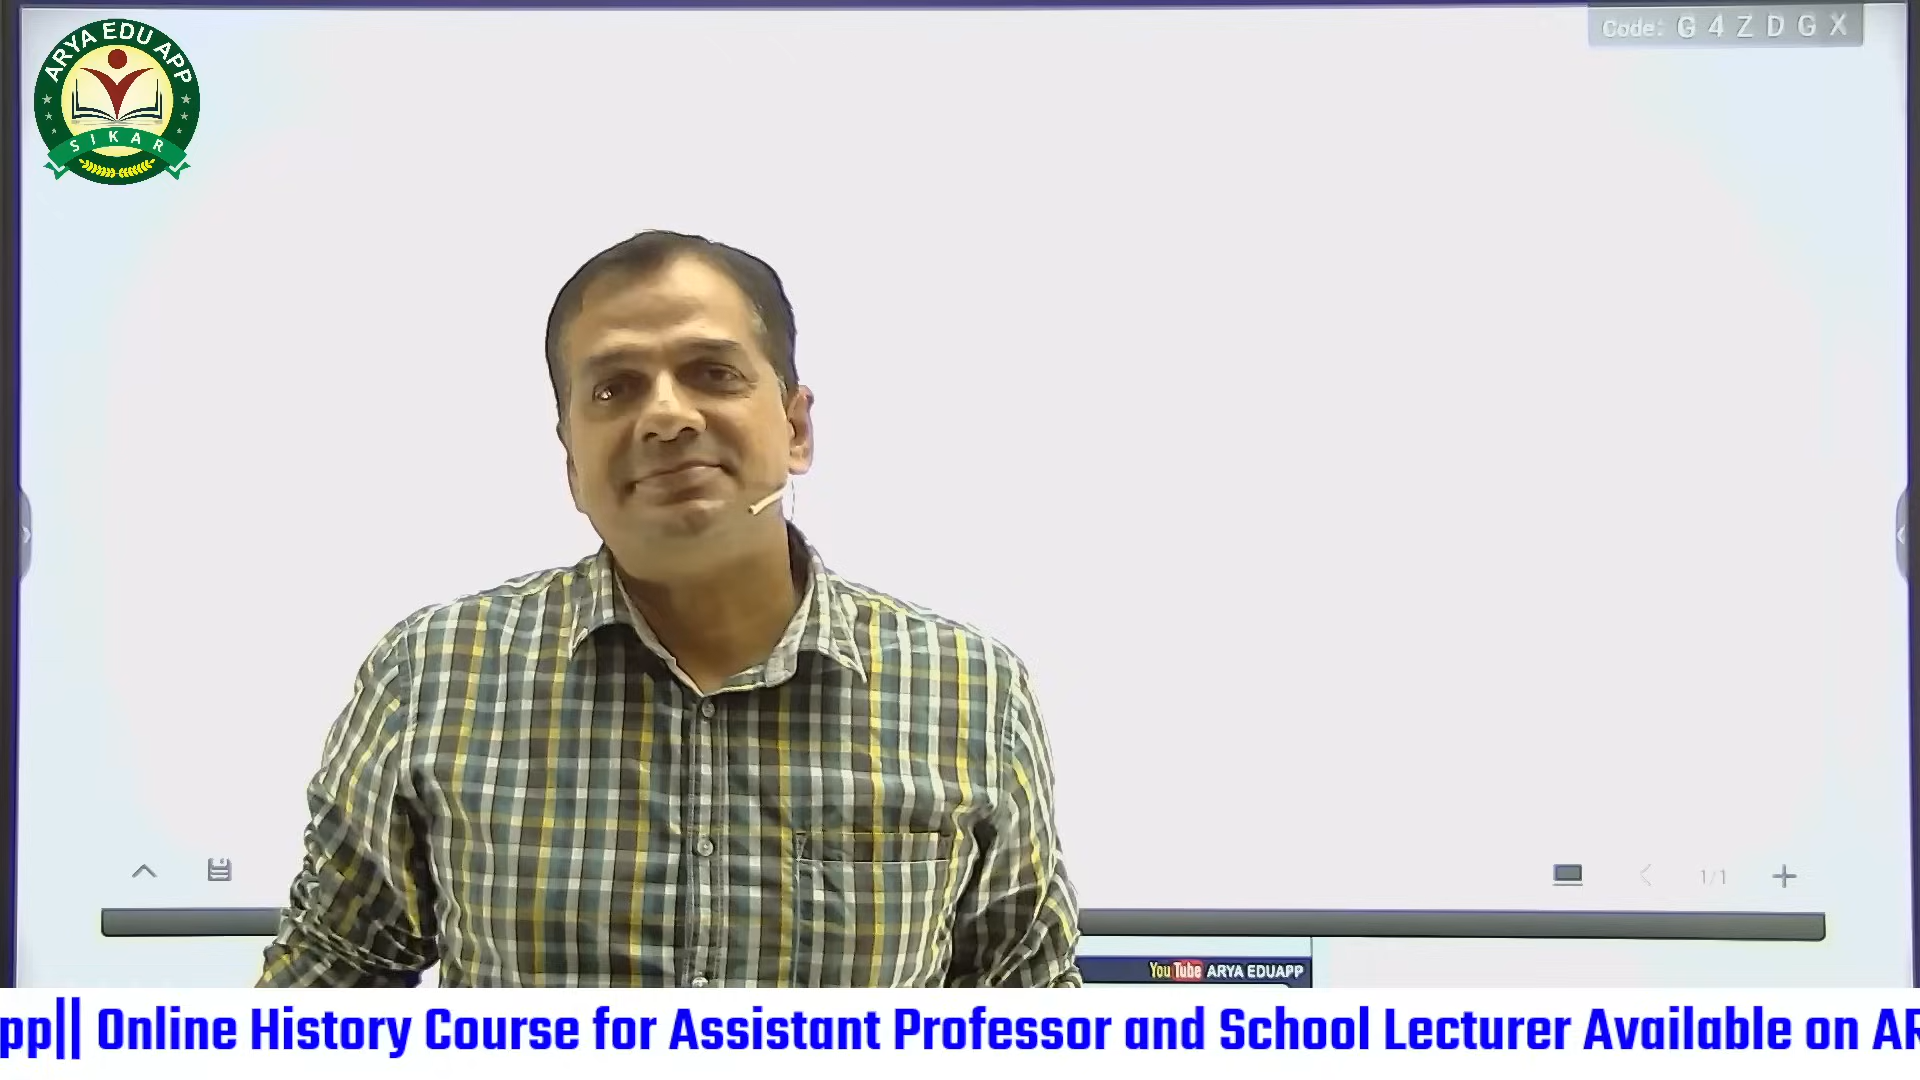 ARYA EDU APP
SIKAR
Code: G4ZDGX
1/1
YouTube ARYA EDUAPP
pp|| Online History Course for Assistant Professor and School Lecturer Available on AR